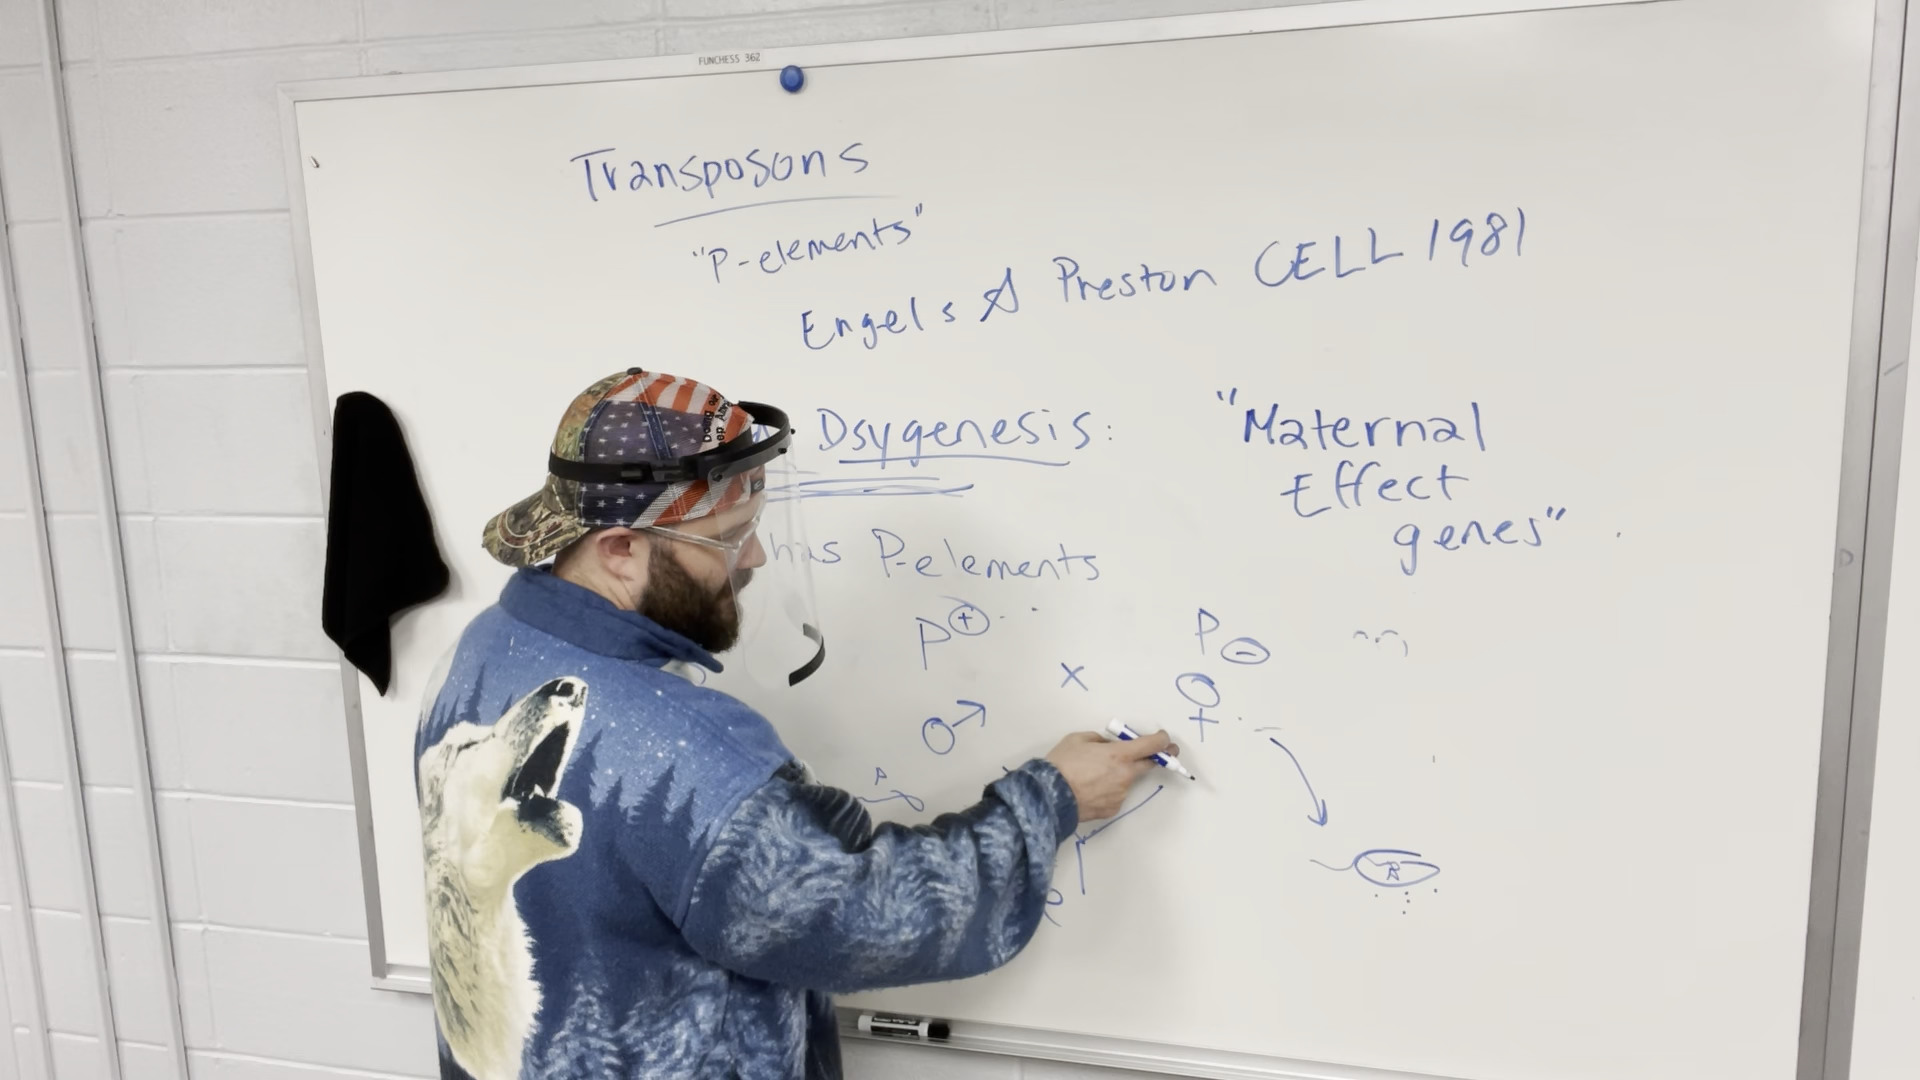 FUNCHESS 362
Transposons
"P-elements"
Engels & Preston CELL 1981
Dsygenesis:
"Maternal
Effect
genes"
has P-elements
P +
P -
♂ x ♀